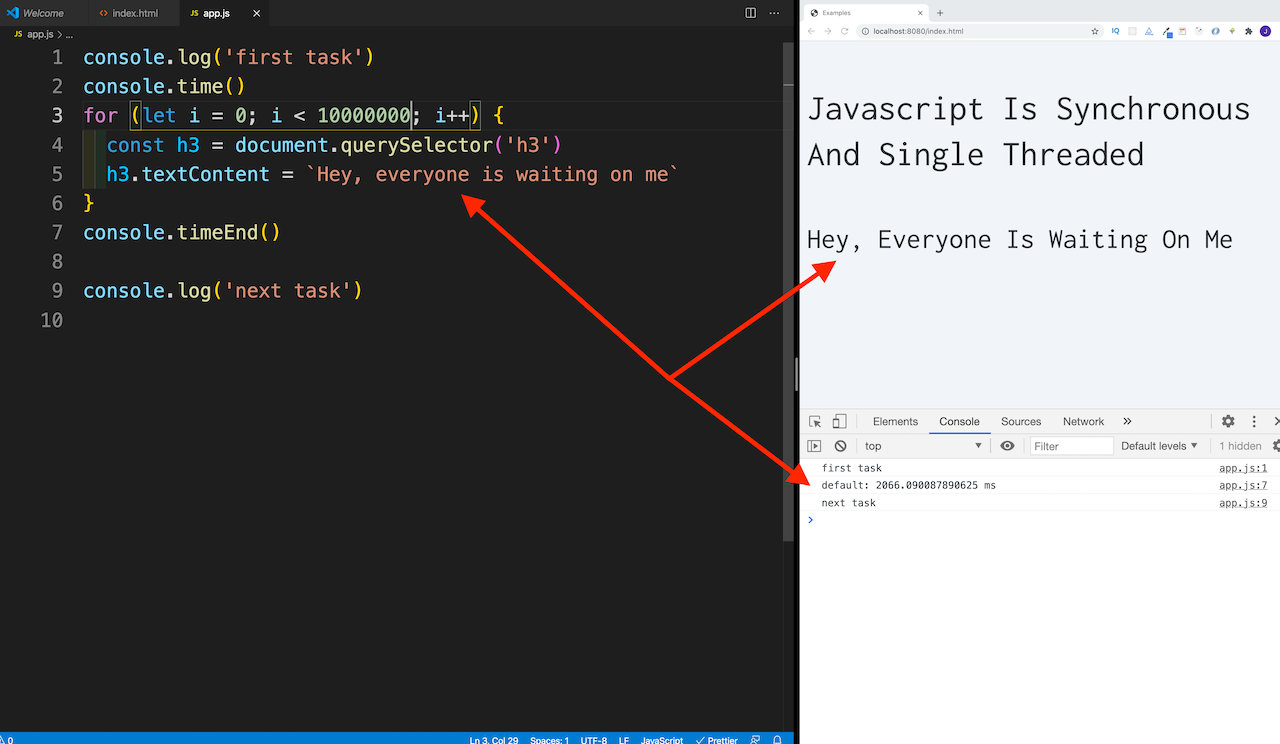 Welcome index.html JS app.js
JS app.js > ...
1 console.log('first task')
2 console.time()
3 for (let i = 0; i < 10000000; i++) {
4 const h3 = document.querySelector('h3')
5 h3.textContent = `Hey, everyone is waiting on me`
6 }
7 console.timeEnd()
8
9 console.log('next task')
10
0 Ln 3, Col 29 Spaces: 1 UTF-8 LF JavaScript Prettier
Examples
localhost:8080/index.html IQ J
Javascript Is Synchronous
And Single Threaded
Hey, Everyone Is Waiting On Me
Elements Console Sources Network »
top Filter Default levels 1 hidden
first task app.js:1
default: 2066.090087890625 ms app.js:7
next task app.js:9
>